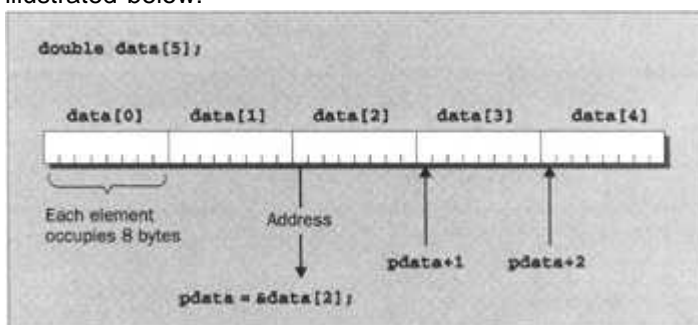 illustrated below:
double data[5];
data[0] data[1] data[2] data[3] data[4]
Each element
occupies 8 bytes
Address
pdata+1 pdata+2
pdata = &data[2];